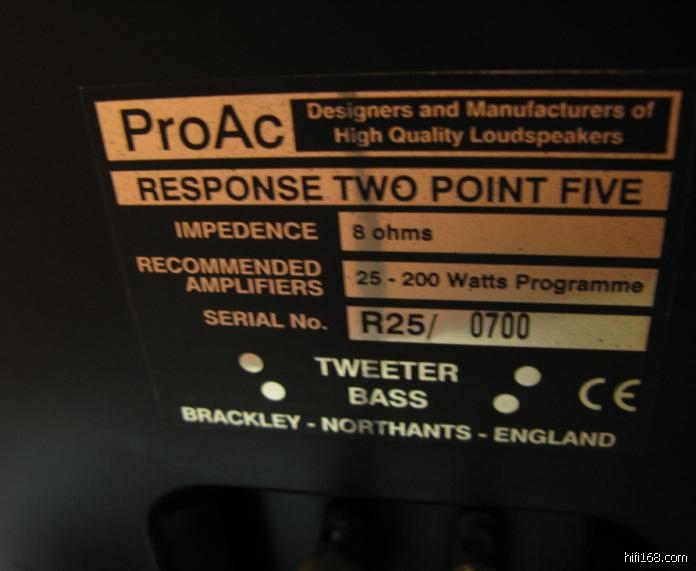 ProAc
Designers and Manufacturers of
High Quality Loudspeakers
RESPONSE TWO POINT FIVE
IMPEDENCE 8 ohms
RECOMMENDED
AMPLIFIERS 25 - 200 Watts Programme
SERIAL No. R25/ 0700
TWEETER
BASS
CE
BRACKLEY - NORTHANTS - ENGLAND
hifi168.com